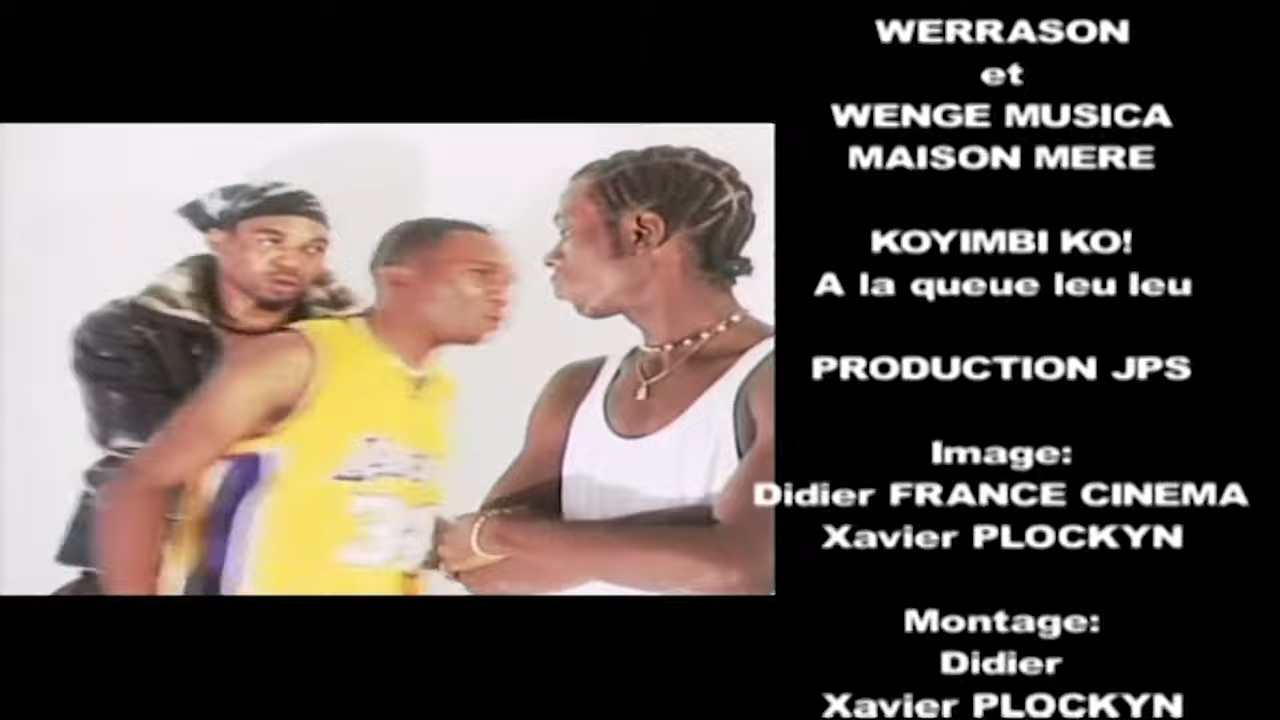 WERRASON
et
WENGE MUSICA
MAISON MERE
KOYIMBI KO!
A la queue leu leu
PRODUCTION JPS
Image:
Didier FRANCE CINEMA
Xavier PLOCKYN
Montage:
Didier
Xavier PLOCKYN